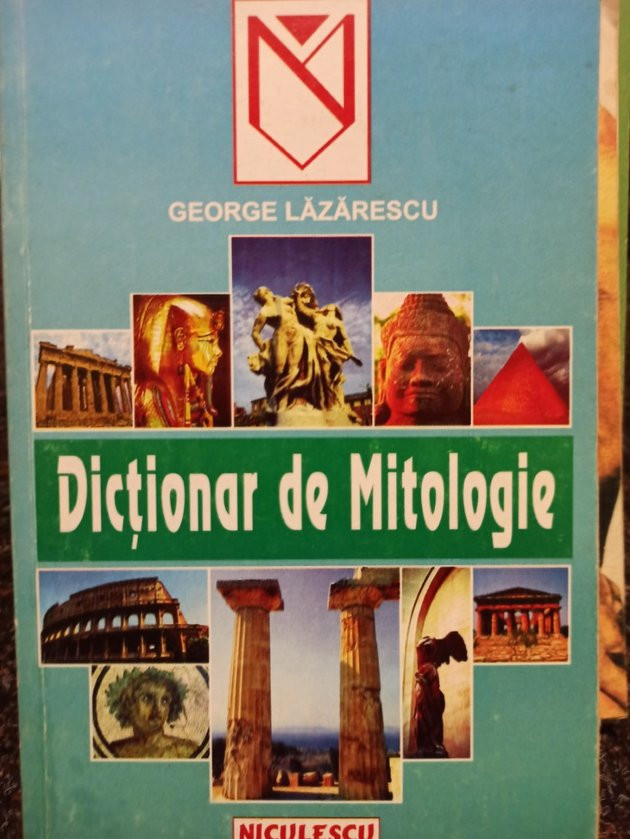 GEORGE LĂZĂRESCU
Dicționar de Mitologie
NICULESCU